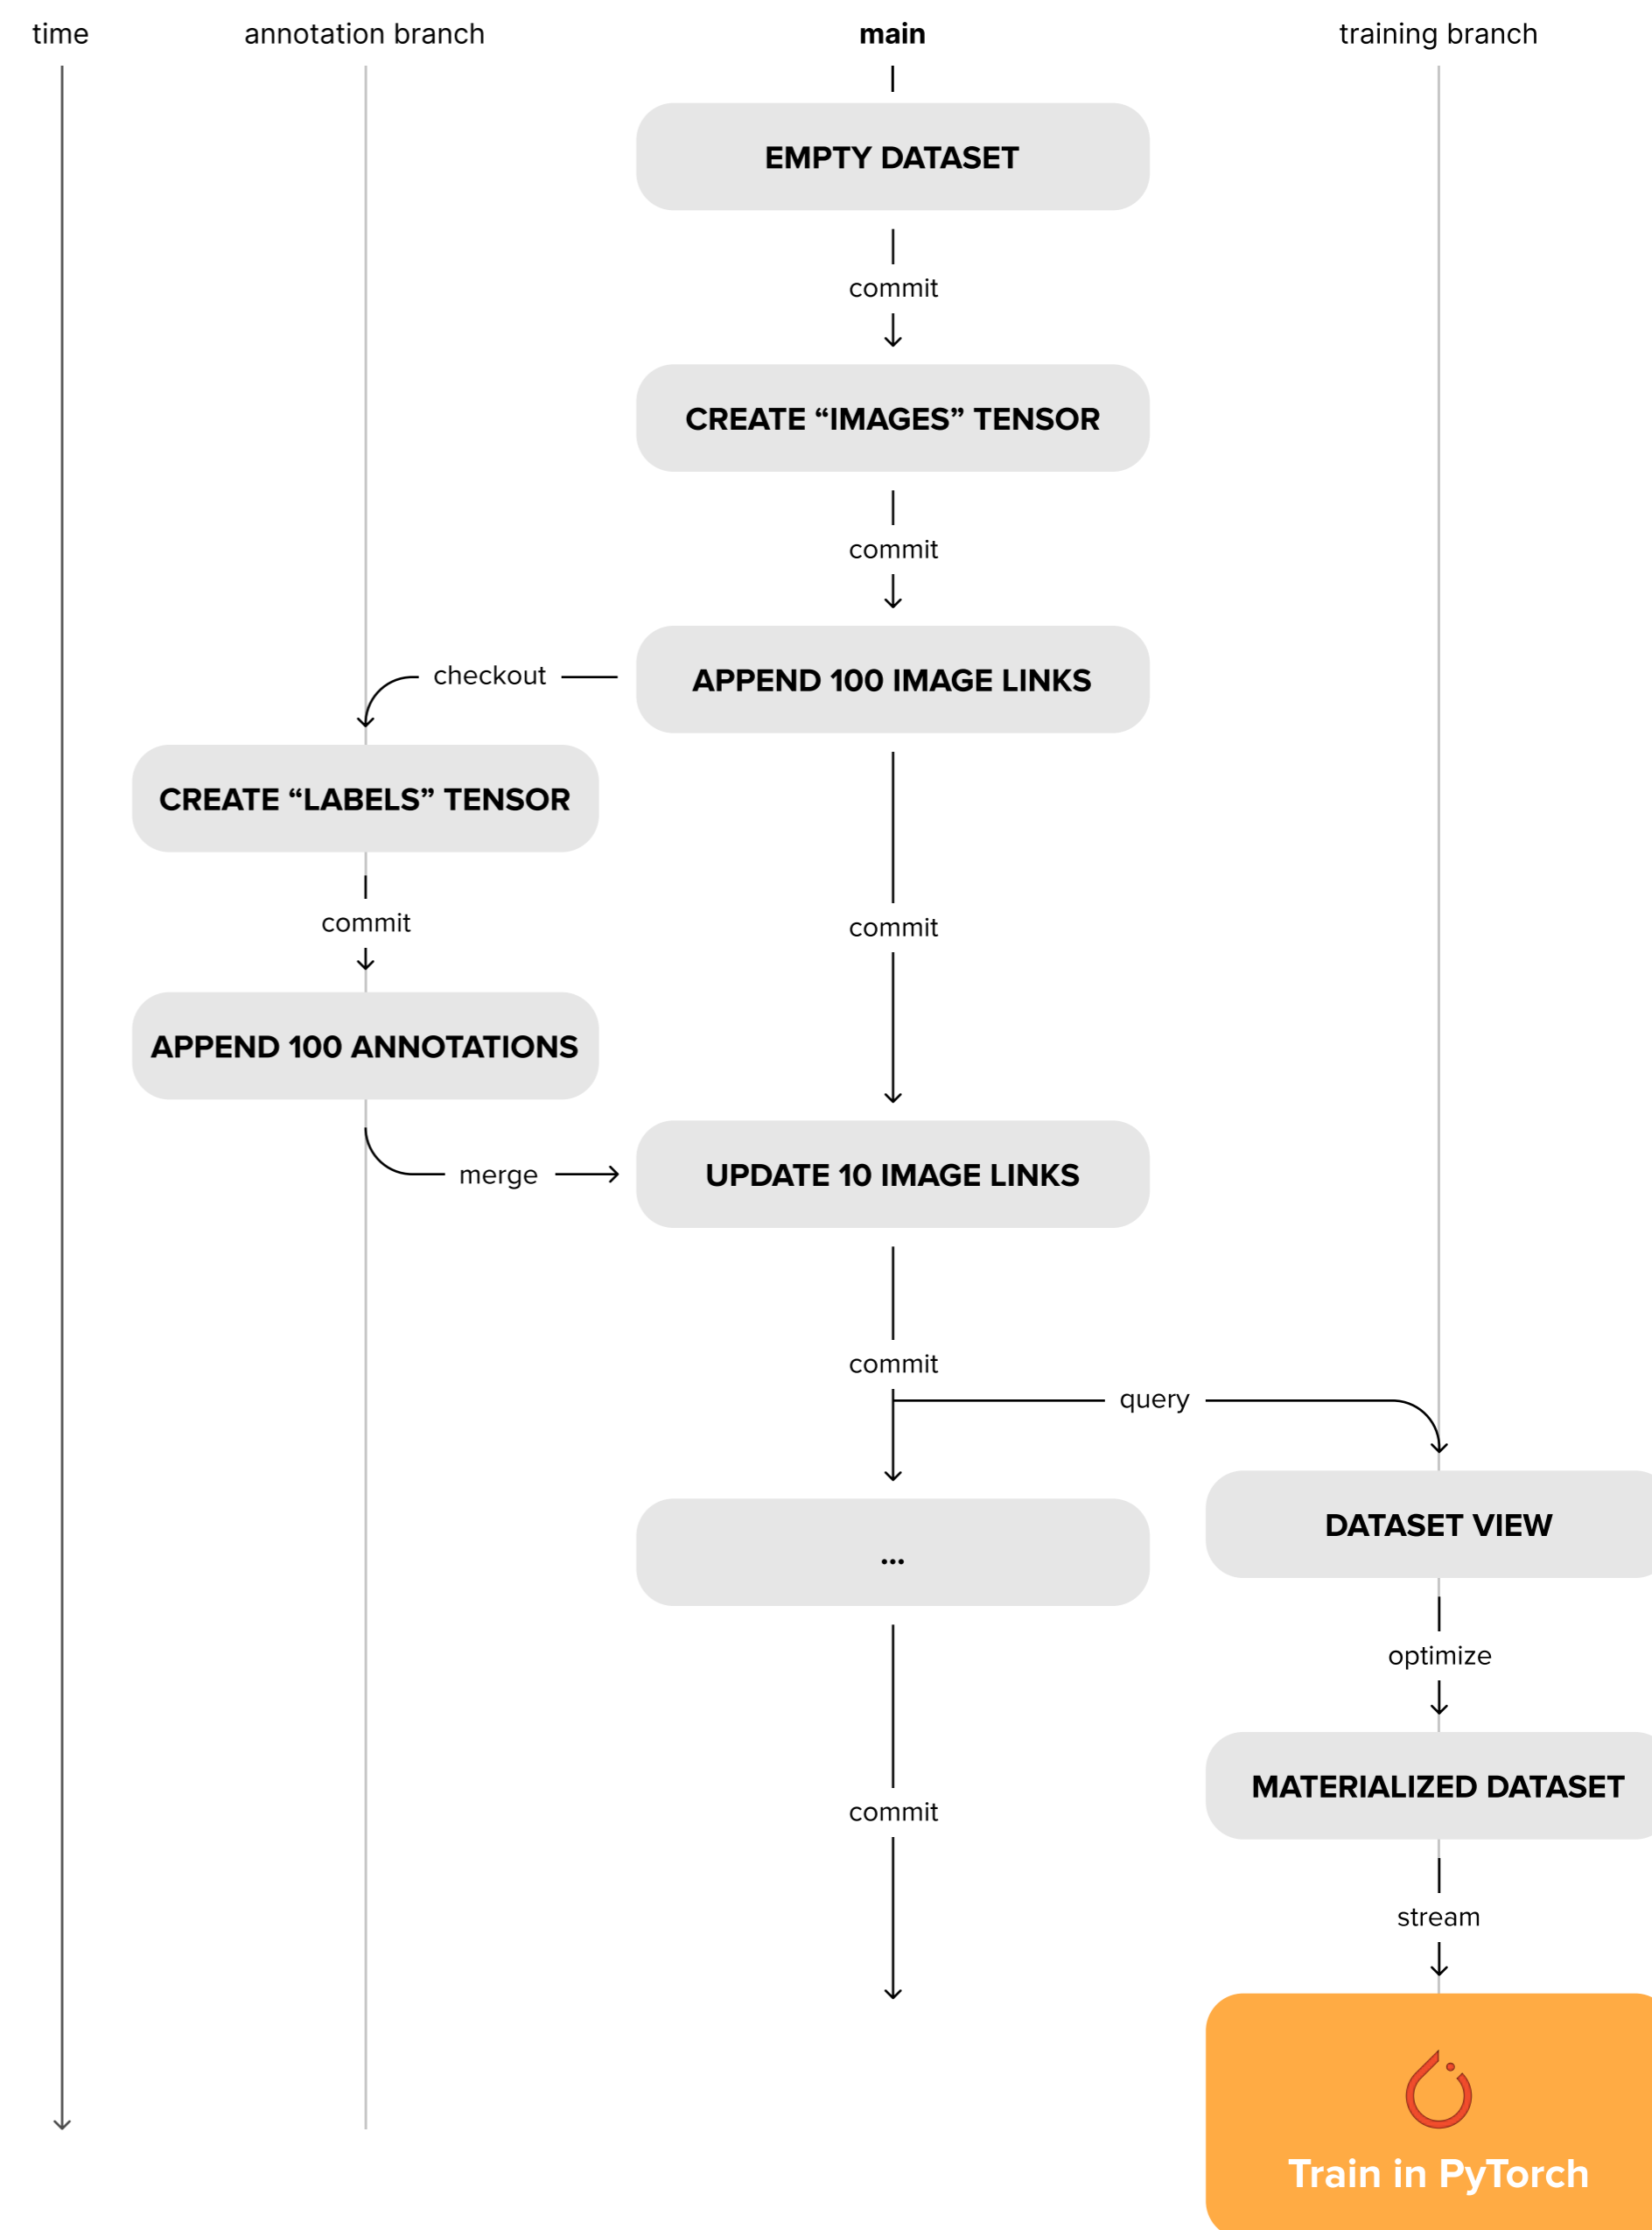 time
annotation branch
main
training branch
EMPTY DATASET
commit
CREATE “IMAGES” TENSOR
commit
APPEND 100 IMAGE LINKS
checkout
CREATE “LABELS” TENSOR
commit
commit
APPEND 100 ANNOTATIONS
merge
UPDATE 10 IMAGE LINKS
commit
query
DATASET VIEW
...
optimize
MATERIALIZED DATASET
commit
stream
Train in PyTorch